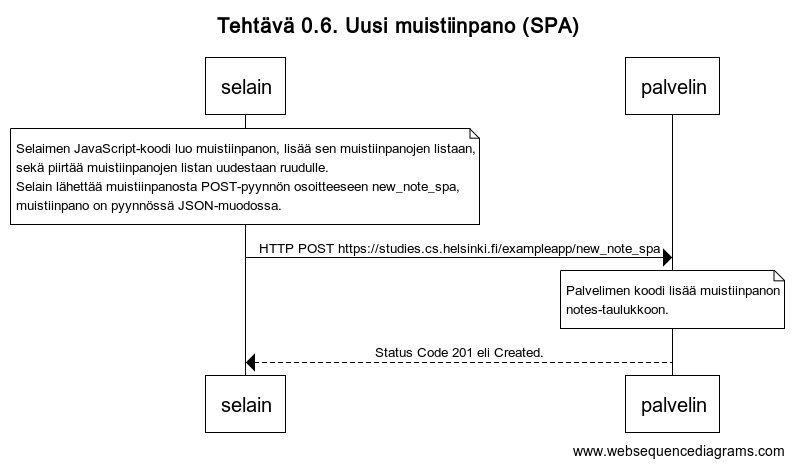 Tehtävä 0.6. Uusi muistiinpano (SPA)
selain
palvelin
Selaimen JavaScript-koodi luo muistiinpanon, lisää sen muistiinpanojen listaan,
sekä piirtää muistiinpanojen listan uudestaan ruudulle.
Selain lähettää muistiinpanosta POST-pyynnön osoitteeseen new_note_spa,
muistiinpano on pyynnössä JSON-muodossa.
HTTP POST https://studies.cs.helsinki.fi/exampleapp/new_note_spa
Palvelimen koodi lisää muistiinpanon
notes-taulukkoon.
Status Code 201 eli Created.
selain
palvelin
www.websequencediagrams.com